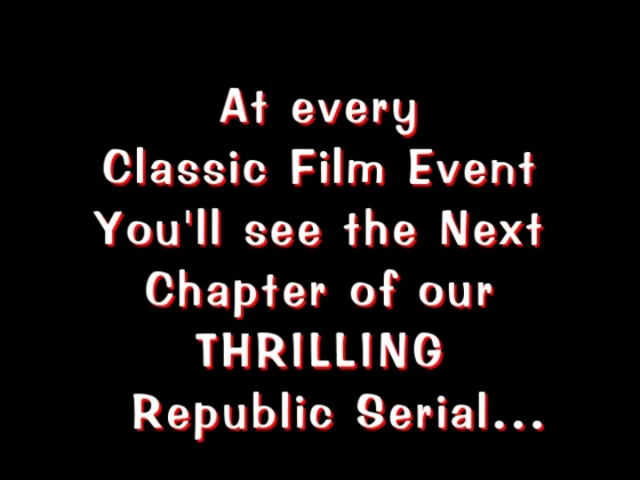 At every
Classic Film Event
You'll see the Next
Chapter of our
THRILLING
Republic Serial...